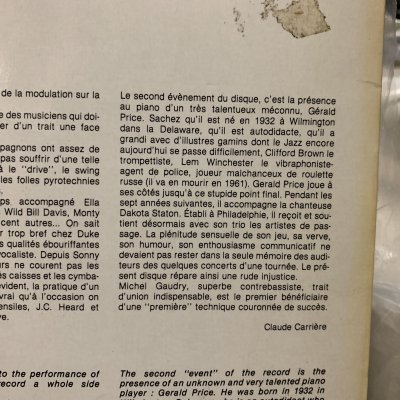 de la modulation sur la
e des musiciens qui doi-
er d'un trait une face
pagnons ont assez de
pas souffrir d'une telle
à le "drive", le swing
les folles pyrotechnies
ps accompagné Ella
Wild Bill Davis, Monty
cent autres... On sait
r trop bref chez Duke
s qualités ébouriffantes
vocaliste. Depuis Sonny
urs ne courent pas les
es caisses et les cymba-
évident, la pratique d'un
vrai qu'à l'occasion on
ensiles, J.C. Heard et
ve.
Le second évènement du disque, c'est la présence
au piano d'un très talentueux méconnu, Gérald
Price. Sachez qu'il est né en 1932 à Wilmington
dans la Delaware, qu'il est autodidacte, qu'il a
grandi avec d'illustres gamins dont le Jazz encore
aujourd'hui se passe difficilement, Clifford Brown le
trompettiste, Lem Winchester le vibraphoniste-
agent de police, joueur malchanceux de roulette
russe (il va en mourir en 1961). Gerald Price joue à
ses côtés jusqu'à ce stupide point final. Pendant les
sept années suivantes, il accompagne la chanteuse
Dakota Staton. Établi à Philadelphie, il reçoit et sou-
tient désormais avec son trio les artistes de pas-
sage. La plénitude sensuelle de son jeu, sa verve,
son humour, son enthousiasme communicatif ne
devaient pas rester dans la seule mémoire des audi-
teurs des quelques concerts d'une tournée. Le pré-
sent disque répare ainsi une rude injustice.
Michel Gaudry, superbe contrebassiste, trait
d'union indispensable, est le premier bénéficiaire
d'une "première" technique couronnée de succès.
Claude Carrière
to the performance of
record a whole side
The second "event" of the record is the
presence of an unknown and very talented piano
player : Gerald Price. He was born in 1932 in